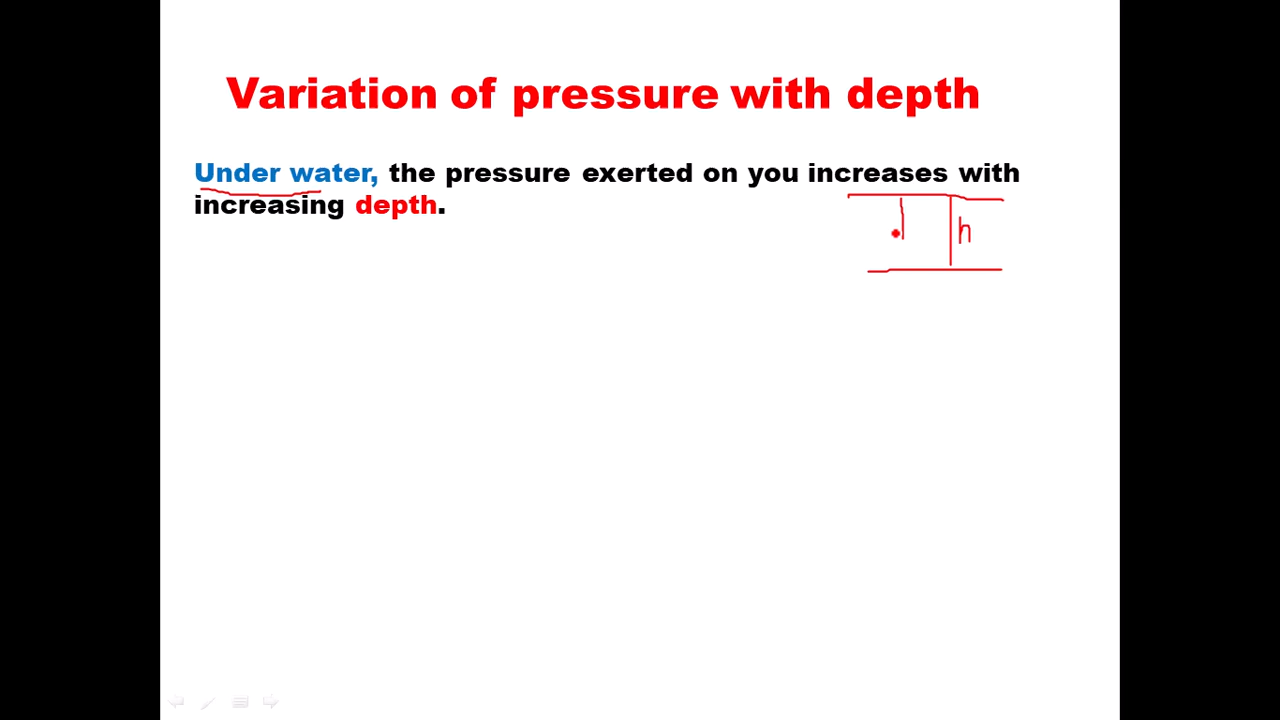 Variation of pressure with depth
Under water, the pressure exerted on you increases with
increasing depth.
h